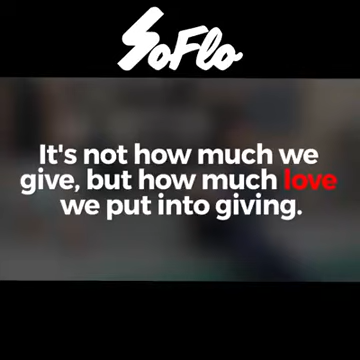 SoFlo
It's not how much we
give, but how much love
we put into giving.